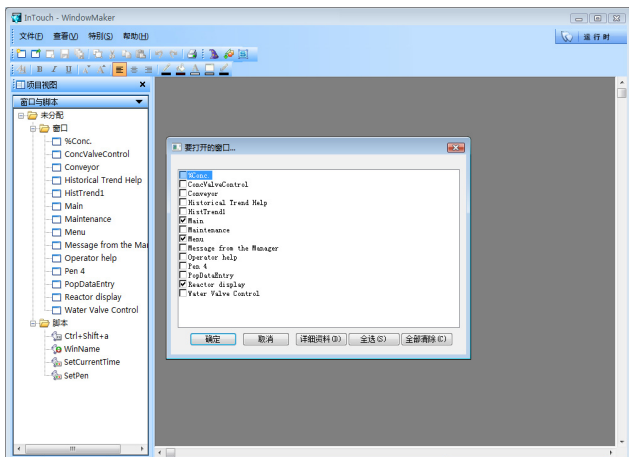 InTouch - WindowMaker
文件(F) 查看(V) 特别(S) 帮助(H)
运行时
B I U
项目视图
窗口与脚本
未分配
窗口
%Conc.
ConcValveControl
Conveyor
Historical Trend Help
HistTrend1
Main
Maintenance
Menu
Message from the Mar
Operator help
Pen 4
PopDataEntry
Reactor display
Water Valve Control
脚本
Ctrl+Shift+a
WinName
SetCurrentTime
SetPen
要打开的窗口...
%Conc.
ConcValveControl
Conveyor
Historical Trend Help
HistTrend1
Main
Maintenance
Menu
Message from the Manager
Operator help
Pen 4
PopDataEntry
Reactor display
Water Valve Control
确定 取消 详细资料(D) 全选(S) 全部清除(C)